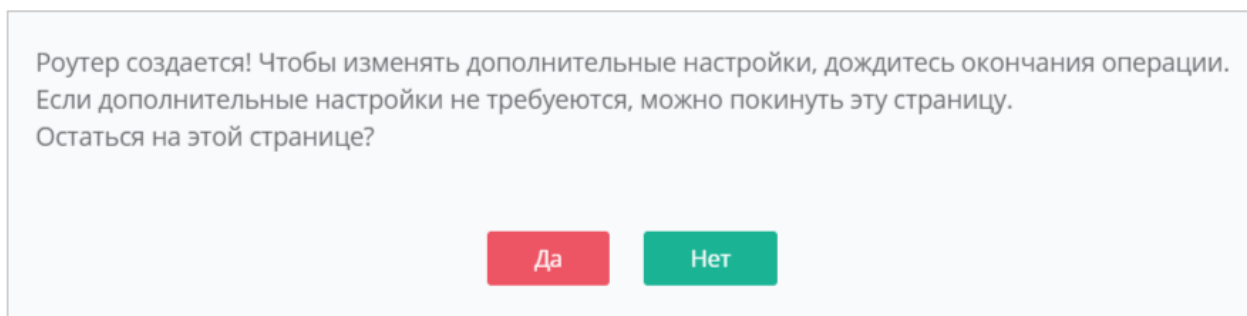 Роутер создается! Чтобы изменять дополнительные настройки, дождитесь окончания операции.
Если дополнительные настройки не требуеются, можно покинуть эту страницу.
Остаться на этой странице?
Да
Нет